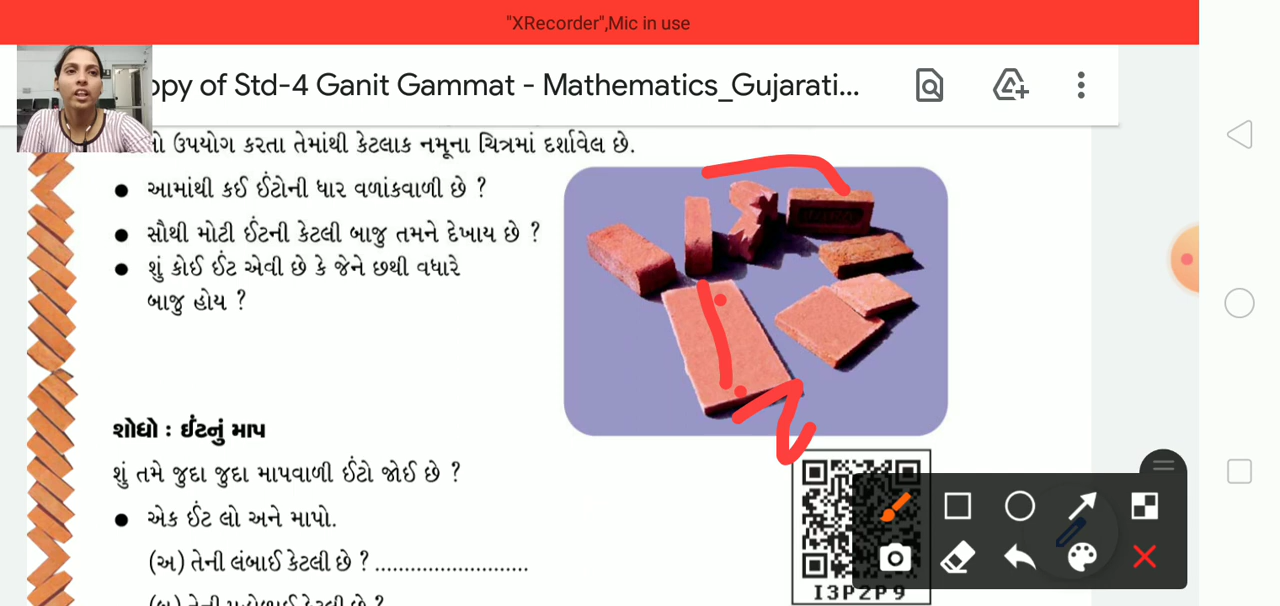 "XRecorder",Mic in use
opy of Std-4 Ganit Gammat - Mathematics_Gujarati...
ઉપયોગ કરતા તેમાંથી કેટલાક નમૂના ચિત્રમાં દર્શાવેલ છે.
● આમાંથી કઈ ઈંટોની ધાર વળાંકવાળી છે ?
● સૌથી મોટી ઈંટની કેટલી બાજુ તમને દેખાય છે ?
● શું કોઈ ઈંટ એવી છે કે જેને છથી વધારે
બાજુ હોય ?
શોધો : ઈંટનું માપ
શું તમે જુદા જુદા માપવાળી ઈંટો જોઈ છે ?
● એક ઈંટ લો અને માપો.
(અ) તેની લંબાઈ કેટલી છે ? ..........................
I3P2P9